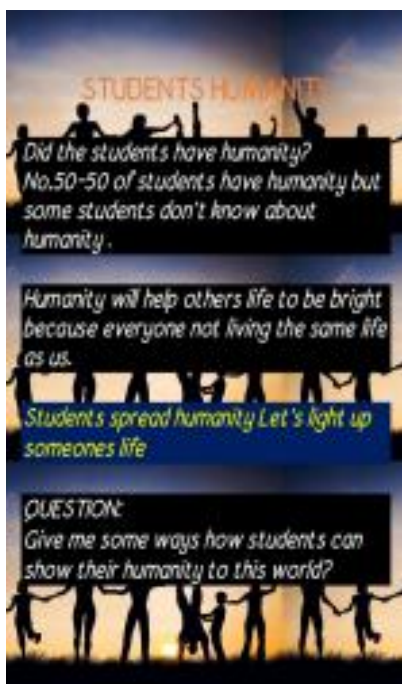 STUDENTS HUMANITY
Did the students have humanity?
No.50-50 of students have humanity but
some students don't know about
humanity .
Humanity will help others life to be bright
because everyone not living the same life
as us.
Students spread humanity Let's light up
someones life
QUESTION:
Give me some ways how students can
show their humanity to this world?